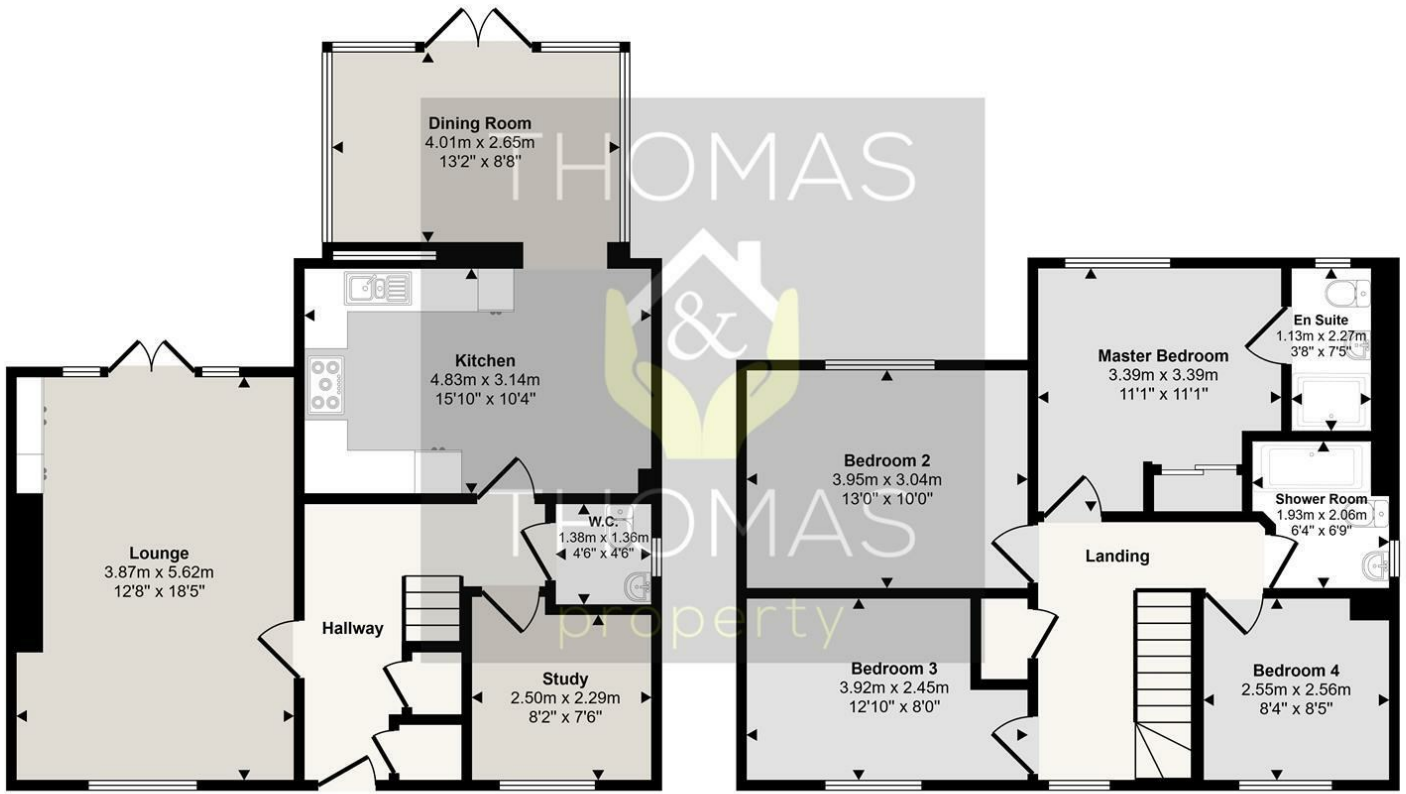 Dining Room
4.01m x 2.65m
13'2" x 8'8"
THOMAS
&
Kitchen
4.83m x 3.14m
15'10" x 10'4"
THOMAS
property
Lounge
3.87m x 5.62m
12'8" x 18'5"
Hallway
W.C.
1.38m x 1.36m
4'6" x 4'6"
Study
2.50m x 2.29m
8'2" x 7'6"
Master Bedroom
3.39m x 3.39m
11'1" x 11'1"
En Suite
1.13m x 2.27m
3'8" x 7'5"
Bedroom 2
3.95m x 3.04m
13'0" x 10'0"
Shower Room
1.93m x 2.06m
6'4" x 6'9"
Landing
Bedroom 3
3.92m x 2.45m
12'10" x 8'0"
Bedroom 4
2.55m x 2.56m
8'4" x 8'5"